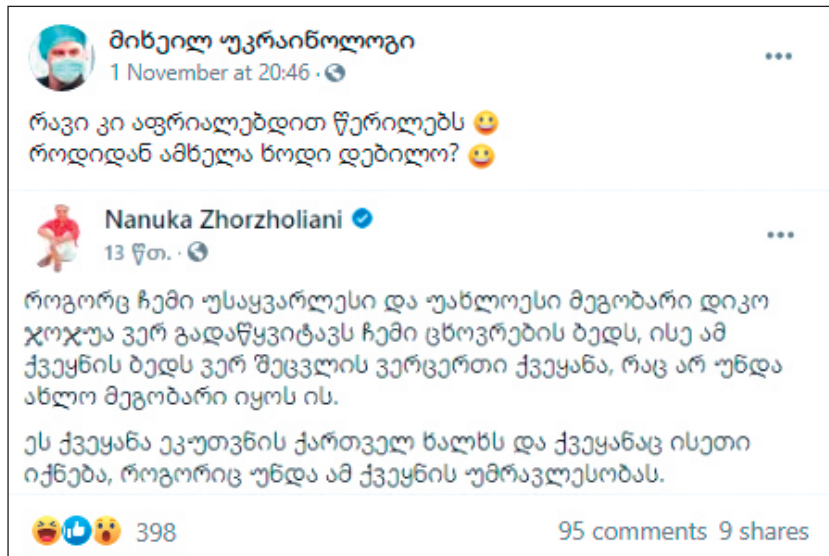 მიხეილ უკრაინოლოგი
1 November at 20:46 ·
რავი კი აფრიალებდით წერილებს 😀
როდიდან ამხელა ხოდი დებილო? 😀
Nanuka Zhorzholiani
13 წთ. ·
როგორც ჩემი უსაყვარლესი და უახლოესი მეგობარი დიკო
ჯოჯუა ვერ გადაწყვიტავს ჩემი ცხოვრების ბედს, ისე ამ
ქვეყნის ბედს ვერ შეცვლის ვერცერთი ქვეყანა, რაც არ უნდა
ახლო მეგობარი იყოს ის.
ეს ქვეყანა ეკუთვნის ქართველ ხალხს და ქვეყანაც ისეთი
იქნება, როგორიც უნდა ამ ქვეყნის უმრავლესობას.
398 95 comments 9 shares